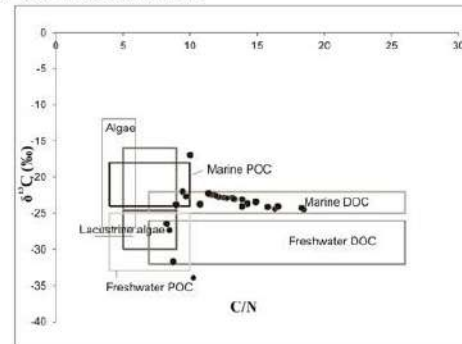 0 5 10 15 20 25 30
0
-5
-10
-15
-20
-25
-30
-35
-40
δ¹³C (‰)
Algae
Marine POC
Marine DOC
Lacustrine algae
Freshwater DOC
Freshwater POC
C/N